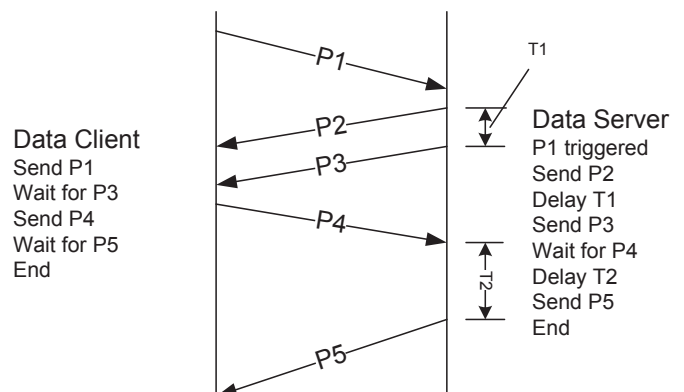 P1
T1
P2
P3
P4
T2
P5
Data Client
Send P1
Wait for P3
Send P4
Wait for P5
End
Data Server
P1 triggered
Send P2
Delay T1
Send P3
Wait for P4
Delay T2
Send P5
End